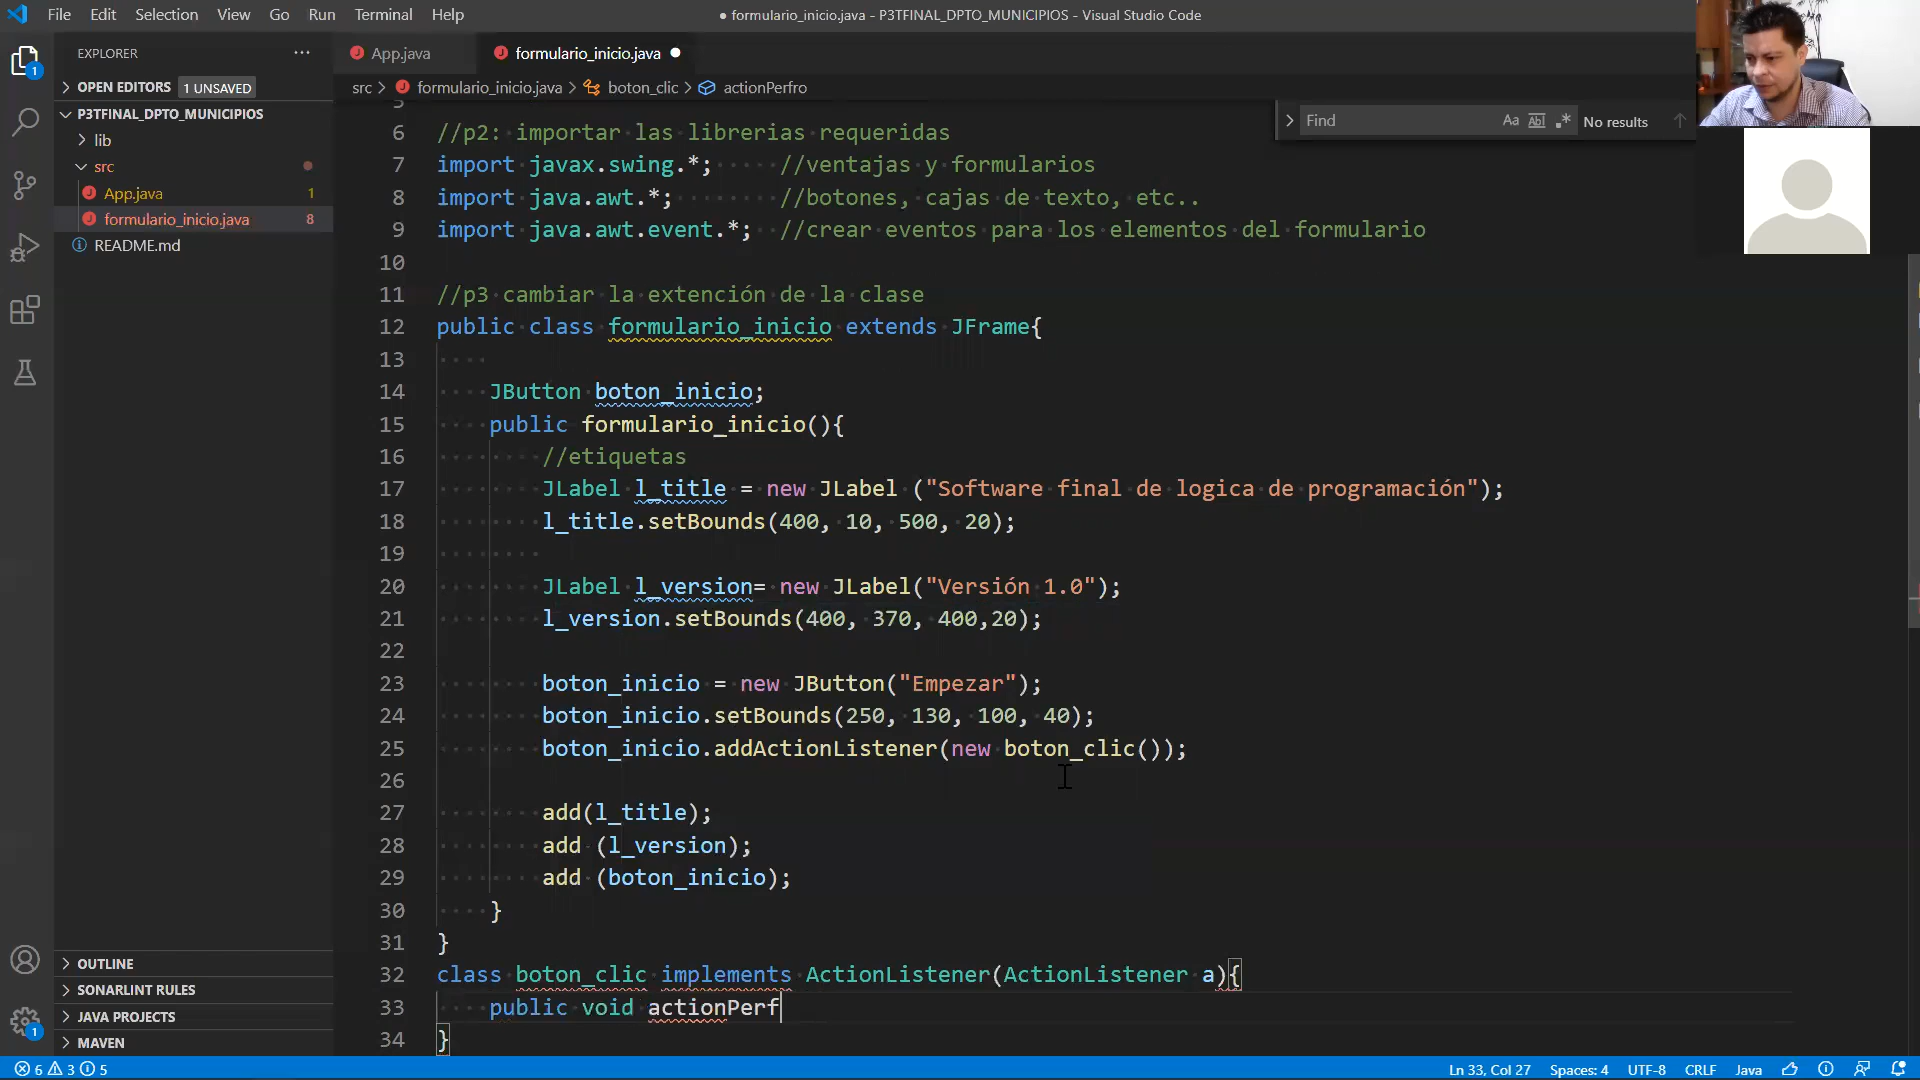 File Edit Selection View Go Run Terminal Help
● formulario_inicio.java - P3TFINAL_DPTO_MUNICIPIOS - Visual Studio Code
EXPLORER ...
OPEN EDITORS 1 UNSAVED
P3TFINAL_DPTO_MUNICIPIOS
lib
src
App.java 1
formulario_inicio.java 8
README.md
OUTLINE
SONARLINT RULES
JAVA PROJECTS
MAVEN
1
1
App.java
formulario_inicio.java ●
src > formulario_inicio.java > boton_clic > actionPerfro
Find Aa Abl .* No results
5
6 //p2: importar las librerias requeridas
7 import javax.swing.*; //ventajas y formularios
8 import java.awt.*; //botones, cajas de texto, etc..
9 import java.awt.event.*; //crear eventos para los elementos del formulario
10
11 //p3 cambiar la extención de la clase
12 public class formulario_inicio extends JFrame{
13
14 JButton boton_inicio;
15 public formulario_inicio(){
16 //etiquetas
17 JLabel l_title = new JLabel ("Software final de logica de programación");
18 l_title.setBounds(400, 10, 500, 20);
19
20 JLabel l_version= new JLabel("Versión 1.0");
21 l_version.setBounds(400, 370, 400,20);
22
23 boton_inicio = new JButton("Empezar");
24 boton_inicio.setBounds(250, 130, 100, 40);
25 boton_inicio.addActionListener(new boton_clic());
26
27 add(l_title);
28 add (l_version);
29 add (boton_inicio);
30 }
31 }
32 class boton_clic implements ActionListener(ActionListener a){
33 public void actionPerf
34 }
6 3 5
Ln 33, Col 27 Spaces: 4 UTF-8 CRLF Java